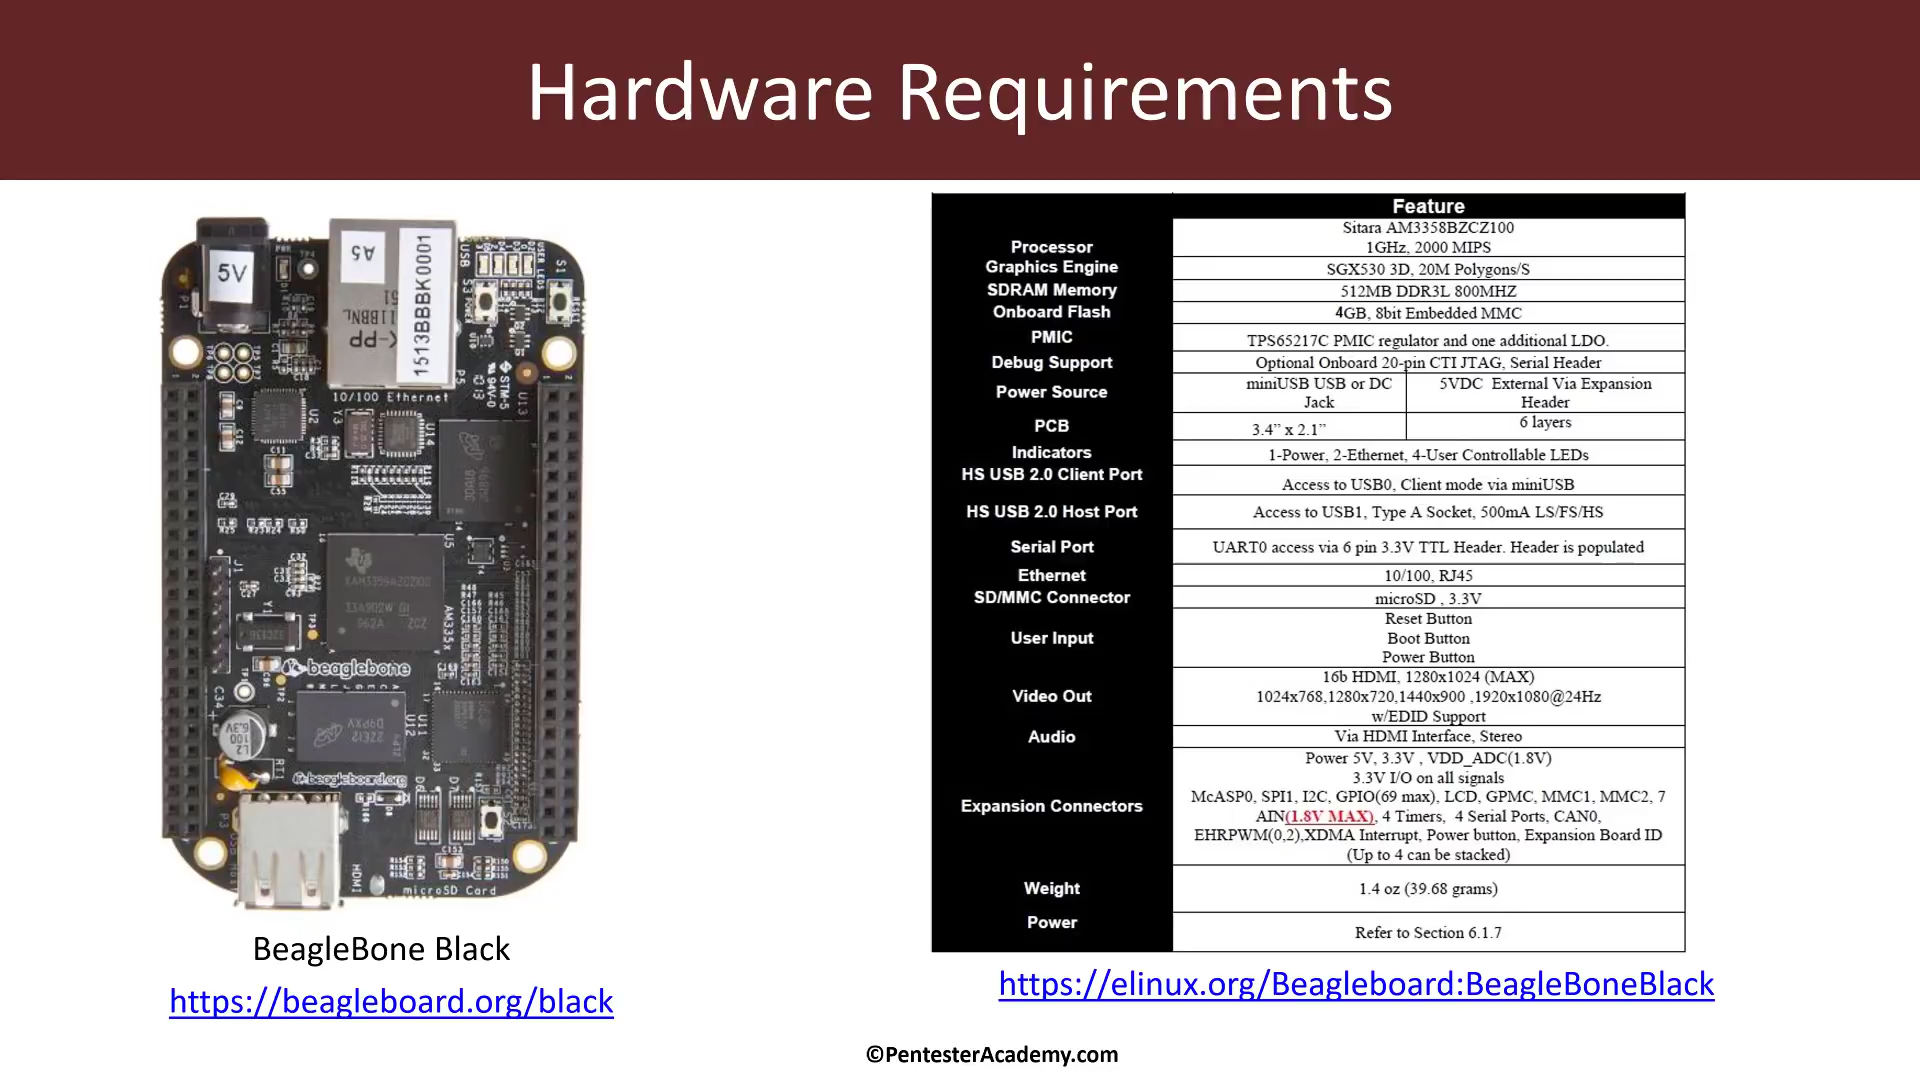 Hardware Requirements
5V
A5
1513BBBK0001
10/100 Ethernet
beaglebone
beagleboard.org
HDMI
microSD Card
BeagleBone Black
https://beagleboard.org/black
Feature
Processor
Sitara AM3358BZCZ100
1GHz, 2000 MIPS
Graphics Engine
SGX530 3D, 20M Polygons/S
SDRAM Memory
512MB DDR3L 800MHZ
Onboard Flash
4GB, 8bit Embedded MMC
PMIC
TPS65217C PMIC regulator and one additional LDO.
Debug Support
Optional Onboard 20-pin CTI JTAG, Serial Header
Power Source
miniUSB USB or DC
Jack
5VDC External Via Expansion
Header
PCB
3.4” x 2.1”
6 layers
Indicators
1-Power, 2-Ethernet, 4-User Controllable LEDs
HS USB 2.0 Client Port
Access to USB0, Client mode via miniUSB
HS USB 2.0 Host Port
Access to USB1, Type A Socket, 500mA LS/FS/HS
Serial Port
UART0 access via 6 pin 3.3V TTL Header. Header is populated
Ethernet
10/100, RJ45
SD/MMC Connector
microSD , 3.3V
User Input
Reset Button
Boot Button
Power Button
Video Out
16b HDMI, 1280x1024 (MAX)
1024x768,1280x720,1440x900 ,1920x1080@24Hz
w/EDID Support
Audio
Via HDMI Interface, Stereo
Expansion Connectors
Power 5V, 3.3V , VDD_ADC(1.8V)
3.3V I/O on all signals
McASP0, SPI1, I2C, GPIO(69 max), LCD, GPMC, MMC1, MMC2, 7
AIN(1.8V MAX), 4 Timers, 4 Serial Ports, CAN0,
EHRPWM(0,2),XDMA Interrupt, Power button, Expansion Board ID
(Up to 4 can be stacked)
Weight
1.4 oz (39.68 grams)
Power
Refer to Section 6.1.7
https://elinux.org/Beagleboard:BeagleBoneBlack
©PentesterAcademy.com